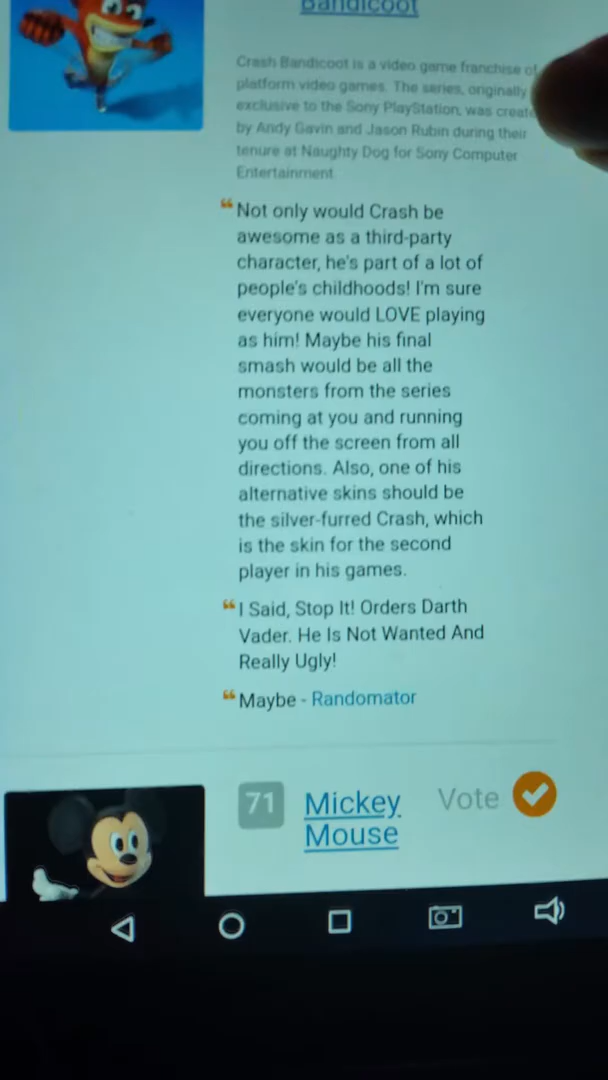 Bandicoot
Crash Bandicoot is a video game franchise of
platform video games. The series, originally
exclusive to the Sony PlayStation, was create
by Andy Gavin and Jason Rubin during their
tenure at Naughty Dog for Sony Computer
Entertainment.
“ Not only would Crash be
awesome as a third-party
character, he's part of a lot of
people's childhoods! I'm sure
everyone would LOVE playing
as him! Maybe his final
smash would be all the
monsters from the series
coming at you and running
you off the screen from all
directions. Also, one of his
alternative skins should be
the silver-furred Crash, which
is the skin for the second
player in his games.
“ I Said, Stop It! Orders Darth
Vader. He Is Not Wanted And
Really Ugly!
“ Maybe - Randomator
71 Mickey Vote
Mouse